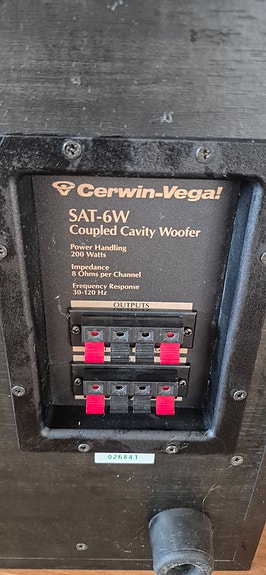 Cerwin-Vega!
SAT-6W
Coupled Cavity Woofer
Power Handling
200 Watts
Impedance
8 Ohms per Channel
Frequency Response
30-120 Hz
OUTPUTS
026841